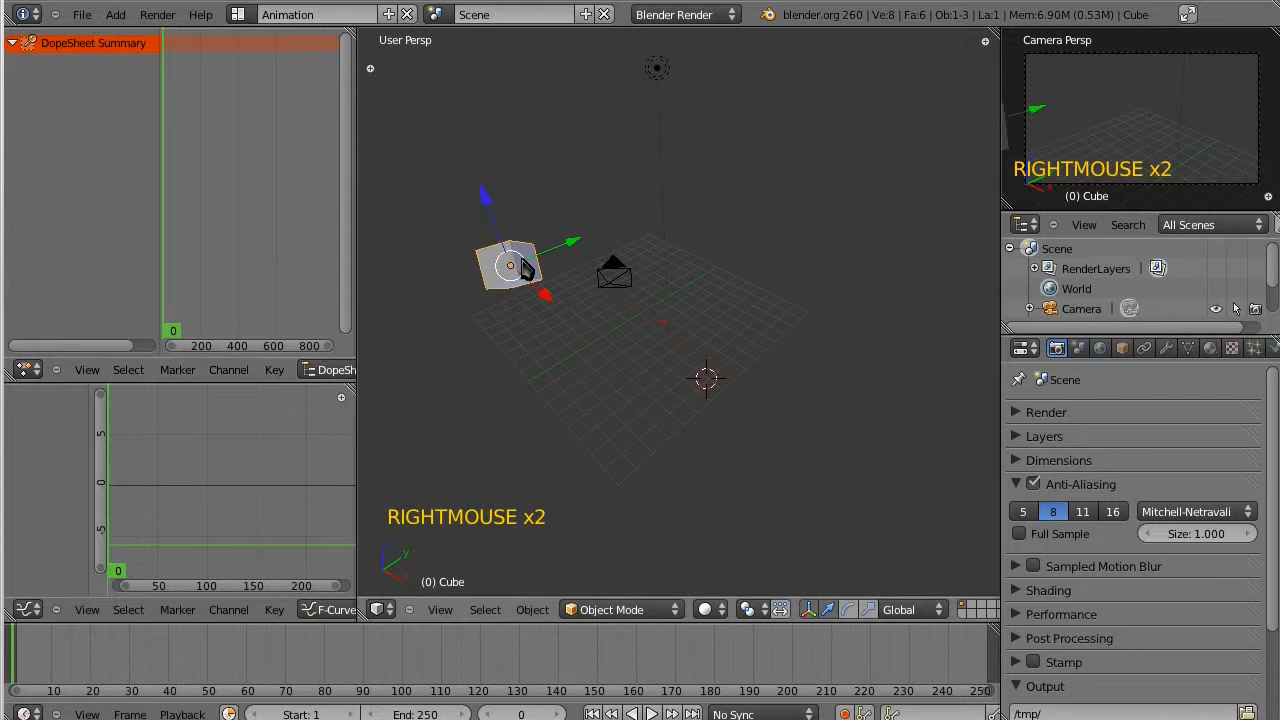 File Add Render Help Animation Scene Blender Render blender.org 260 | Ve:8 | Fa:6 | Ob:1-3 | La:1 | Mem:6.90M (0.53M) | Cube
DopeSheet Summary
0
200 400 600 800
View Select Marker Channel Key DopeSh
5
0
-5
0
50 100 150 200
View Select Marker Channel Key F-Curve
User Persp
RIGHTMOUSE x2
z
y
x
(0) Cube
View Select Object Object Mode Global
Camera Persp
RIGHTMOUSE x2
(0) Cube
View Search All Scenes
Scene
RenderLayers
World
Camera
Scene
Render
Layers
Dimensions
Anti-Aliasing
5 8 11 16 Mitchell-Netravali
Full Sample Size: 1.000
Sampled Motion Blur
Shading
Performance
Post Processing
Stamp
Output
/tmp/
10 20 30 40 50 60 70 80 90 100 110 120 130 140 150 160 170 180 190 200 210 220 230 240 250
View Frame Playback Start: 1 End: 250 0 No Sync